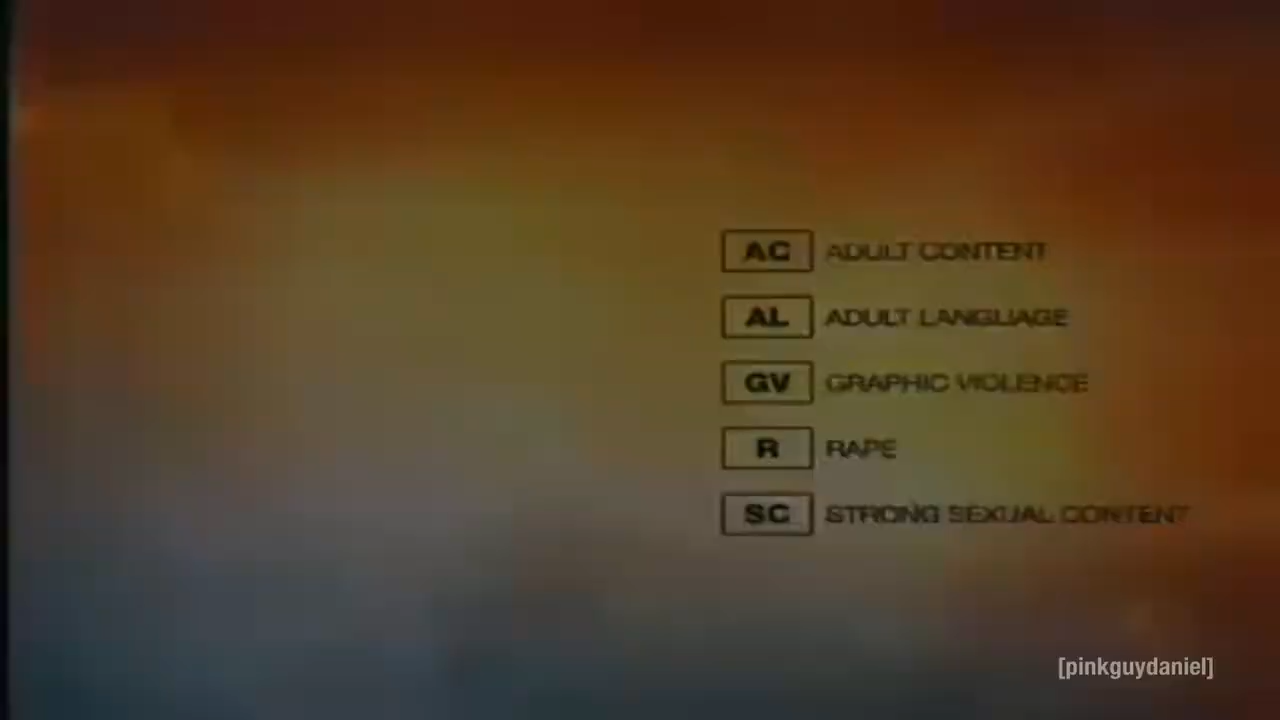 AC ADULT CONTENT
AL ADULT LANGUAGE
GV GRAPHIC VIOLENCE
R RAPE
SC STRONG SEXUAL CONTENT
[pinkguydaniel]